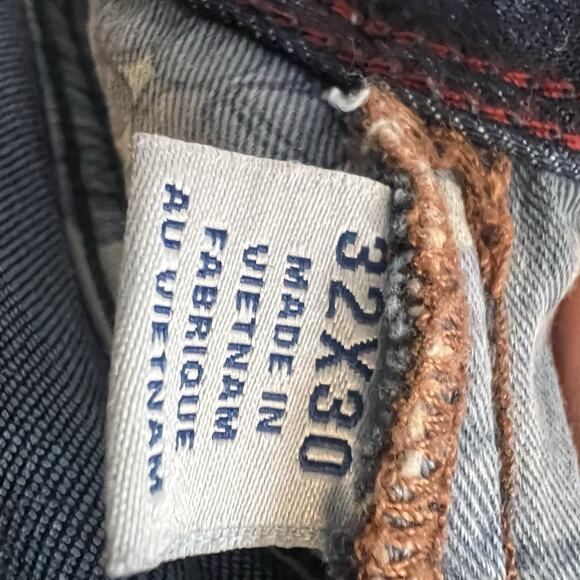 32X30
MADE IN
VIETNAM
FABRIQUE
AU VIETNAM